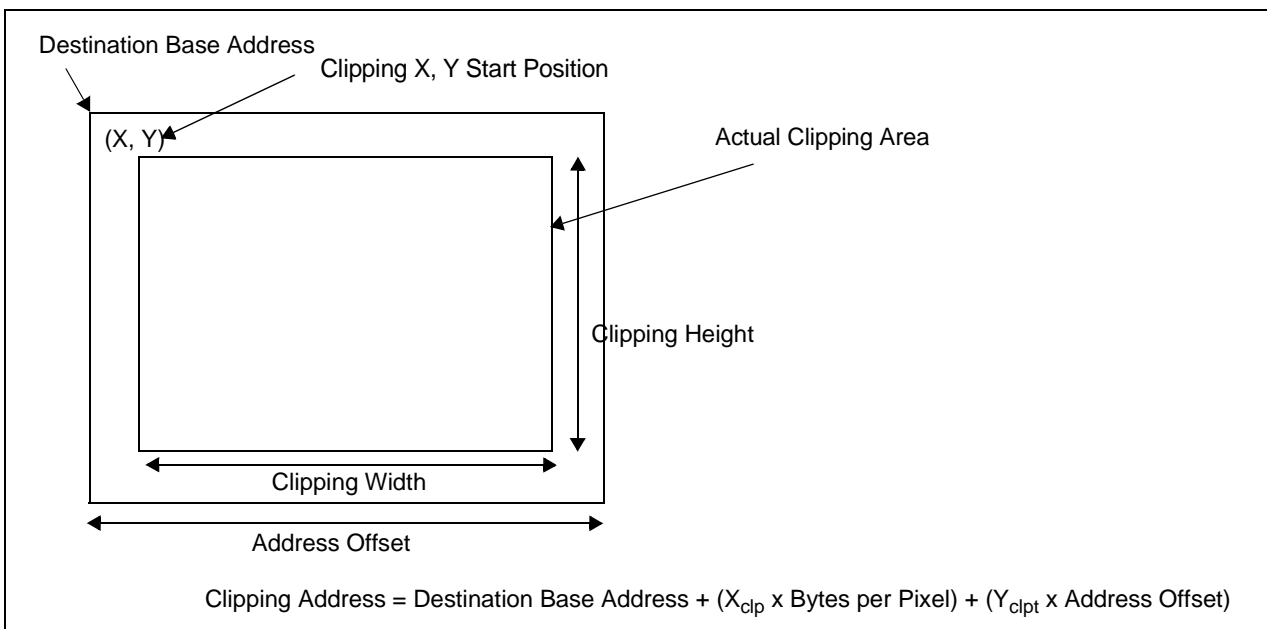 Destination Base Address
Clipping X, Y Start Position
(X, Y)
Actual Clipping Area
Clipping Height
Clipping Width
Address Offset
Clipping Address = Destination Base Address + (Xclp x Bytes per Pixel) + (Yclpt x Address Offset)